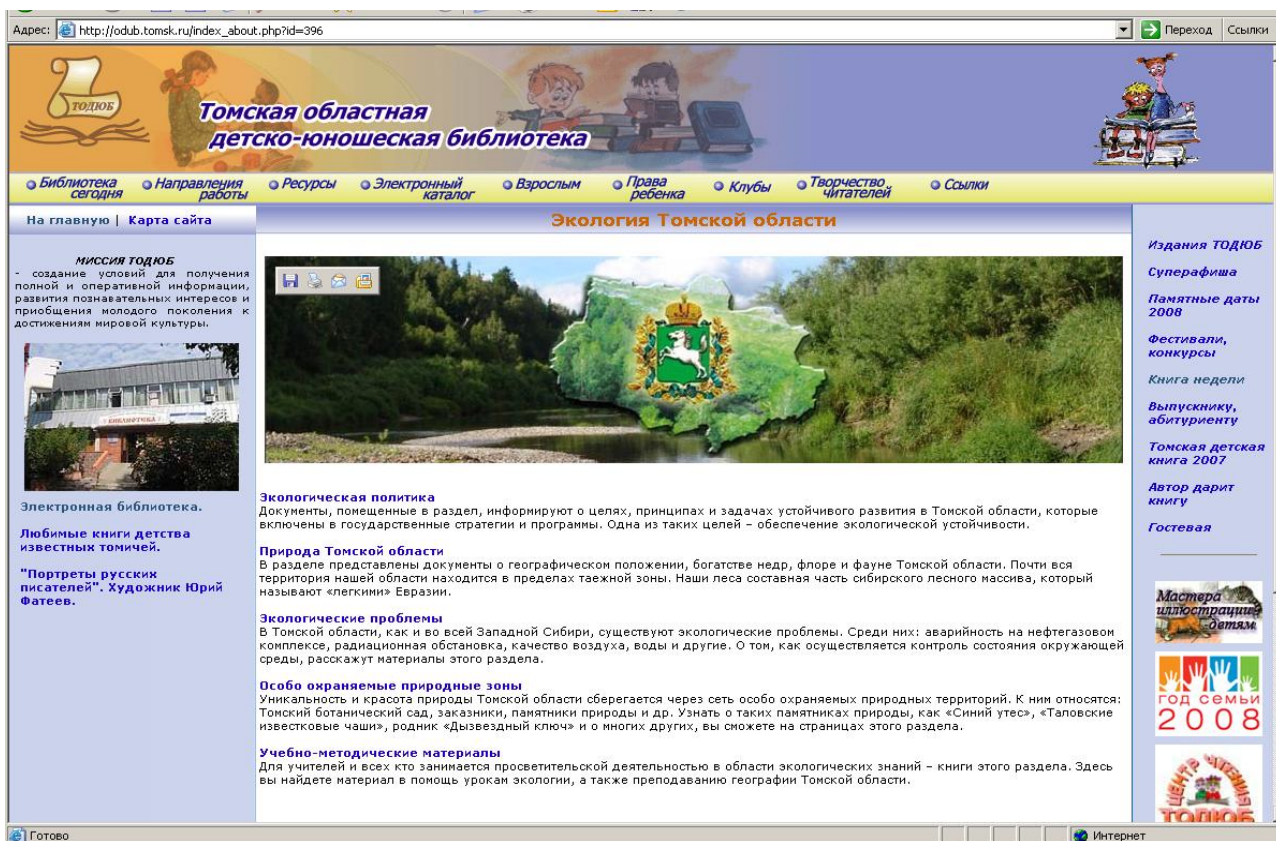 Адрес: http://odub.tomsk.ru/index_about.php?id=396 Переход Ссылки
ТОДЮБ
Томская областная
детско-юношеская библиотека
Библиотека сегодня
Направления работы
Ресурсы
Электронный каталог
Взрослым
Права ребенка
Клубы
Творчество читателей
Ссылки
На главную | Карта сайта
МИССИЯ ТОДЮБ
- создание условий для получения
полной и оперативной информации,
развития познавательных интересов и
приобщения молодого поколения к
достижениям мировой культуры.
БИБЛИОТЕКА
Электронная библиотека.
Любимые книги детства
известных томичей.
"Портреты русских
писателей". Художник Юрий
Фатеев.
Экология Томской области
Экологическая политика
Документы, помещенные в раздел, информируют о целях, принципах и задачах устойчивого развития в Томской области, которые
включены в государственные стратегии и программы. Одна из таких целей – обеспечение экологической устойчивости.
Природа Томской области
В разделе представлены документы о географическом положении, богатстве недр, флоре и фауне Томской области. Почти вся
территория нашей области находится в пределах таежной зоны. Наши леса составная часть сибирского лесного массива, который
называют «легкими» Евразии.
Экологические проблемы
В Томской области, как и во всей Западной Сибири, существуют экологические проблемы. Среди них: аварийность на нефтегазовом
комплексе, радиационная обстановка, качество воздуха, воды и другие. О том, как осуществляется контроль состояния окружающей
среды, расскажут материалы этого раздела.
Особо охраняемые природные зоны
Уникальность и красота природы Томской области сберегается через сеть особо охраняемых природных территорий. К ним относятся:
Томский ботанический сад, заказники, памятники природы и др. Узнать о таких памятниках природы, как «Синий утес», «Таловские
известковые чаши», родник «Дызвездный ключ» и о многих других, вы сможете на страницах этого раздела.
Учебно-методические материалы
Для учителей и всех кто занимается просветительской деятельностью в области экологических знаний – книги этого раздела. Здесь
вы найдете материал в помощь урокам экологии, а также преподаванию географии Томской области.
Издания ТОДЮБ
Суперафиша
Памятные даты
2008
Фестивали,
конкурсы
Книга недели
Выпускнику,
абитуриенту
Томская детская
книга 2007
Автор дарит
книгу
Гостевая
Мастера
иллюстрации-
детям
ГОД СЕМЬИ
2008
ЦЕНТР ЧТЕНИЯ
ТОДЮБ
Готово
Интернет